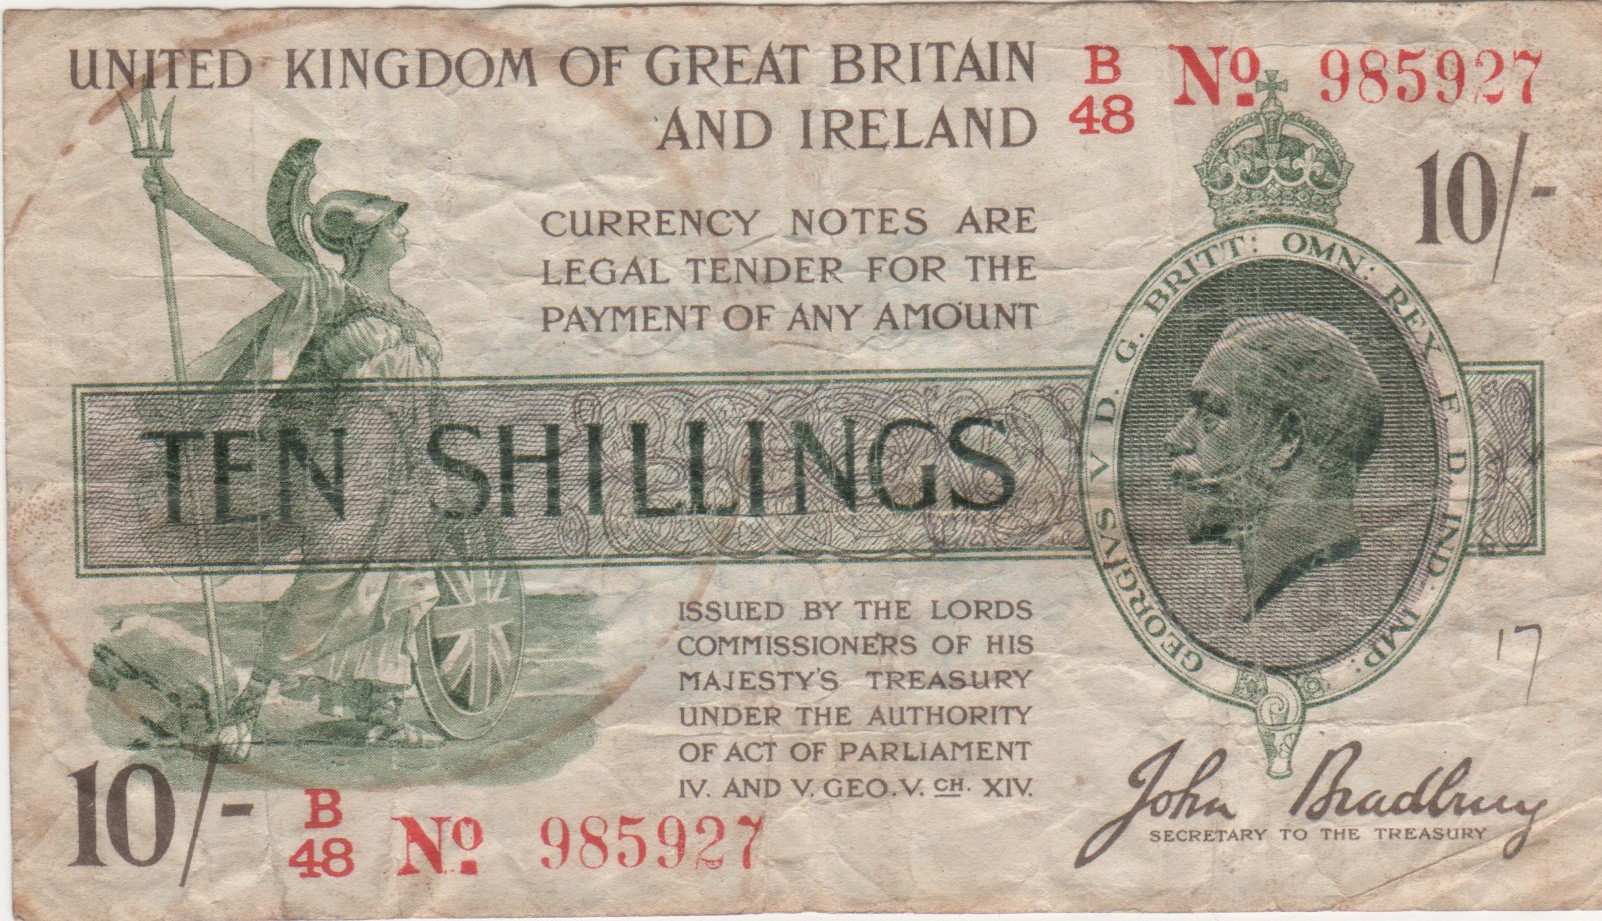 UNITED KINGDOM OF GREAT BRITAIN
AND IRELAND
B
48
No. 985927
10/-
CURRENCY NOTES ARE
LEGAL TENDER FOR THE
PAYMENT OF ANY AMOUNT
GEORGIVS V D. G. BRITT: OMN: REX F. D. IND: IMP:
TEN SHILLINGS
ISSUED BY THE LORDS
COMMISSIONERS OF HIS
MAJESTY'S TREASURY
UNDER THE AUTHORITY
OF ACT OF PARLIAMENT
IV. AND V. GEO. V. CH. XIV.
17
John Bradbury
SECRETARY TO THE TREASURY
10/-
B
48
No. 985927